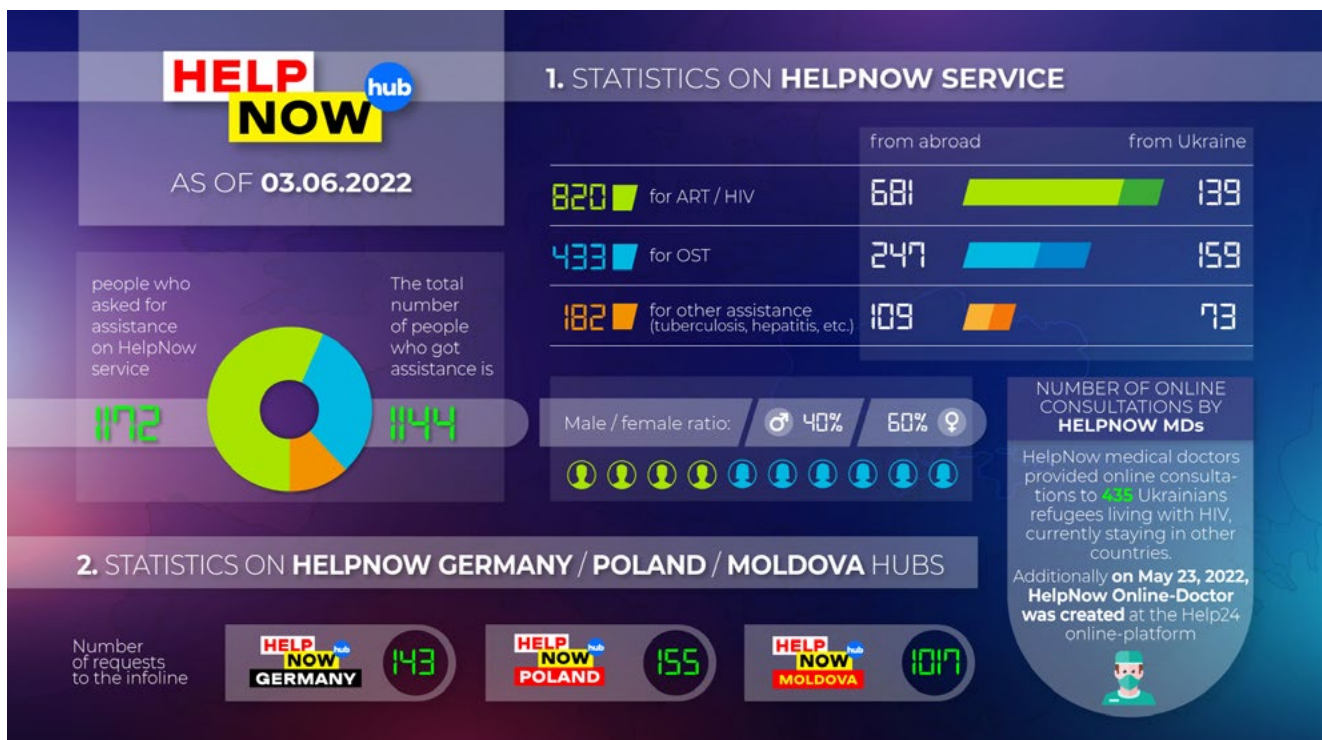 HELP
NOW
hub
AS OF 03.06.2022
people who
asked for
assistance
on HelpNow
service
1172
The total
number
of people
who got
assistance is
1144
1. STATISTICS ON HELPNOW SERVICE
from abroad from Ukraine
820 for ART / HIV 681 139
433 for OST 247 159
182 for other assistance
(tuberculosis, hepatitis, etc.) 109 73
Male / female ratio: 40% 60%
NUMBER OF ONLINE
CONSULTATIONS BY
HELPNOW MDs
HelpNow medical doctors
provided online consulta-
tions to 435 Ukrainians
refugees living with HIV,
currently staying in other
countries.
Additionally on May 23, 2022,
HelpNow Online-Doctor
was created at the Help24
online-platform
2. STATISTICS ON HELPNOW GERMANY / POLAND / MOLDOVA HUBS
Number
of requests
to the infoline
HELP
NOW
hub
GERMANY
143
HELP
NOW
hub
POLAND
155
HELP
NOW
hub
MOLDOVA
1017